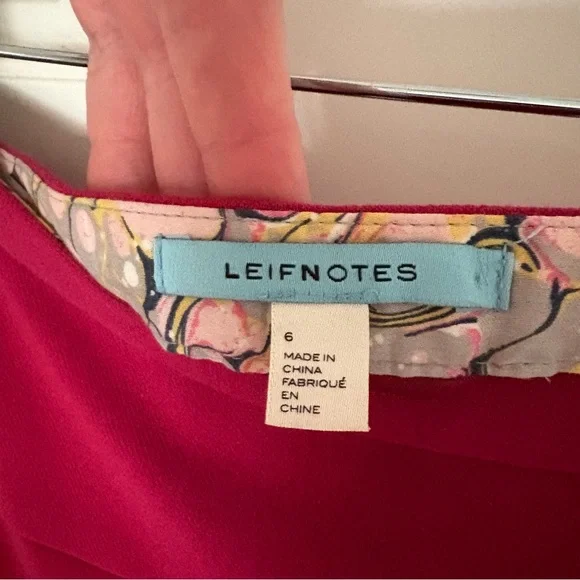 LEIFNOTES
6
MADE IN
CHINA
FABRIQUÉ
EN
CHINE